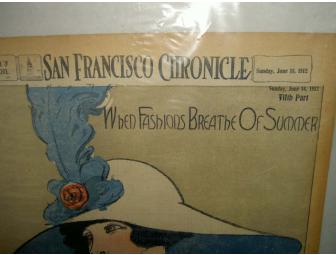 SAN FRANCISCO CHRONICLE
Sunday, June 16, 1912
Sunday, June 16, 1912
Fifth Part
When Fashions Breathe Of Summer